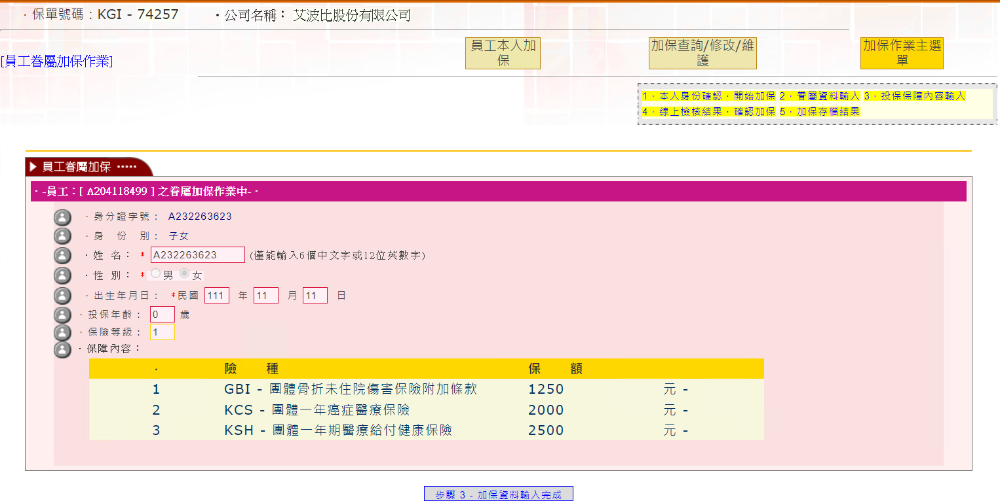 ．保單號碼：KGI - 74257 ．公司名稱： 艾波比股份有限公司
[員工眷屬加保作業]
員工本人加保
加保查詢/修改/維護
加保作業主選單
1．本人身份確認．開始加保 2．眷屬資料輸入 3．投保保障內容輸入
4．線上檢核結果．確認加保 5．加保存檔結果
員工眷屬加保 ·····
．-員工：[ A204118499 ] 之眷屬加保作業中-．
．身分證字號： A232263623
．身 份 別： 子女
．姓 名： * A232263623 (僅能輸入6個中文字或12位英數字)
．性 別： * 男 女
．出生年月日： *民國 111 年 11 月 11 日
．投保年齡： 0 歲
．保險等級： 1
．保障內容：
． 險 種 保 額
1 GBI - 團體骨折未住院傷害保險附加條款 1250 元 -
2 KCS - 團體一年癌症醫療保險 2000 元 -
3 KSH - 團體一年期醫療給付健康保險 2500 元 -
步驟 3 - 加保資料輸入完成